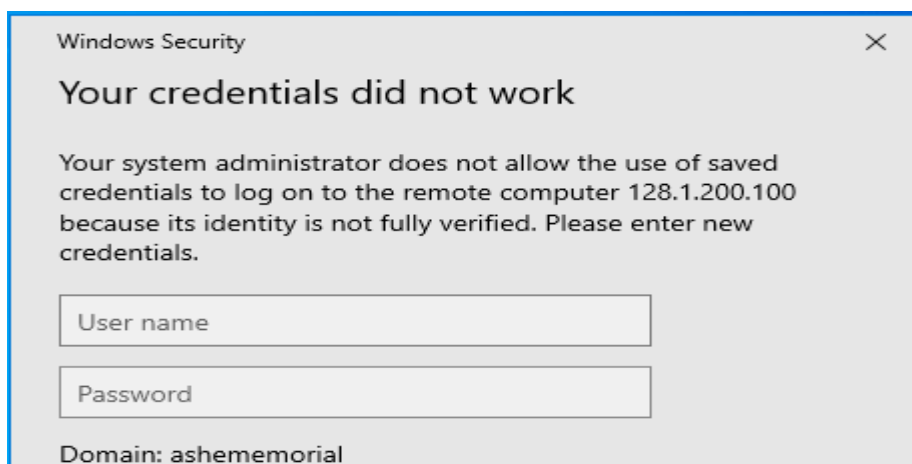 Windows Security
Your credentials did not work
Your system administrator does not allow the use of saved
credentials to log on to the remote computer 128.1.200.100
because its identity is not fully verified. Please enter new
credentials.
User name
Password
Domain: ashememorial